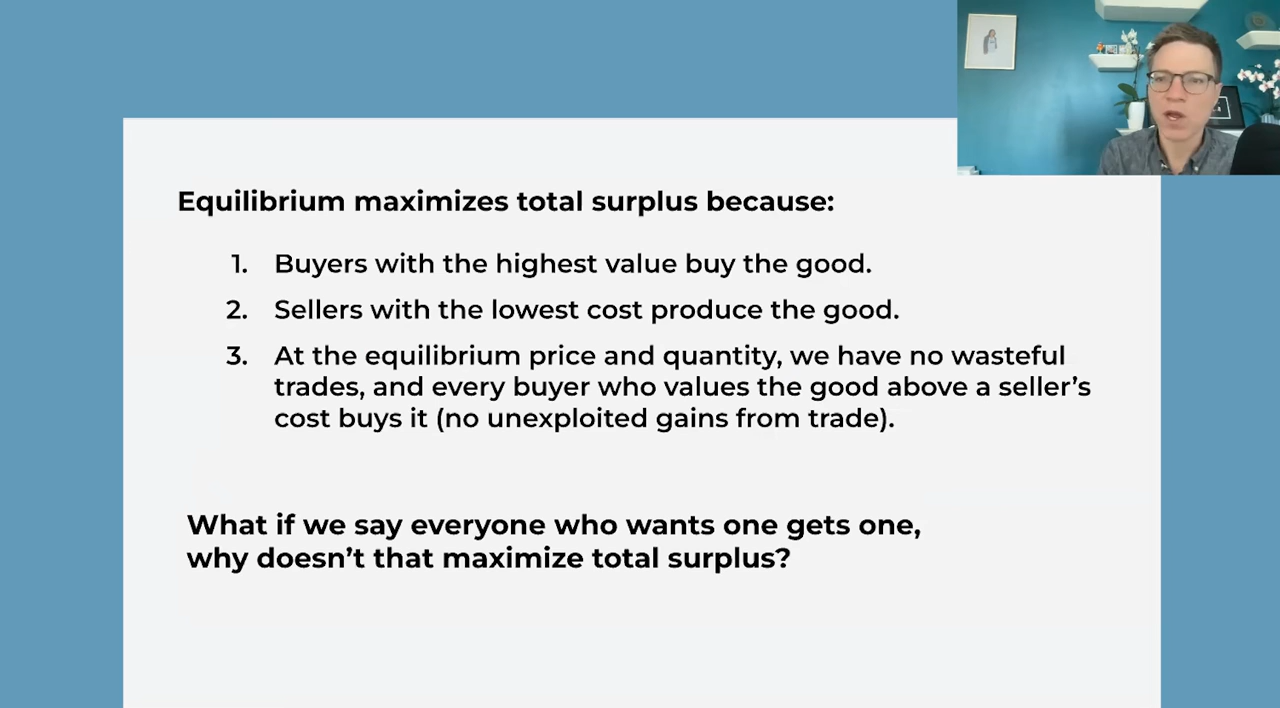 Equilibrium maximizes total surplus because:
1. Buyers with the highest value buy the good.
2. Sellers with the lowest cost produce the good.
3. At the equilibrium price and quantity, we have no wasteful
trades, and every buyer who values the good above a seller’s
cost buys it (no unexploited gains from trade).
What if we say everyone who wants one gets one,
why doesn’t that maximize total surplus?